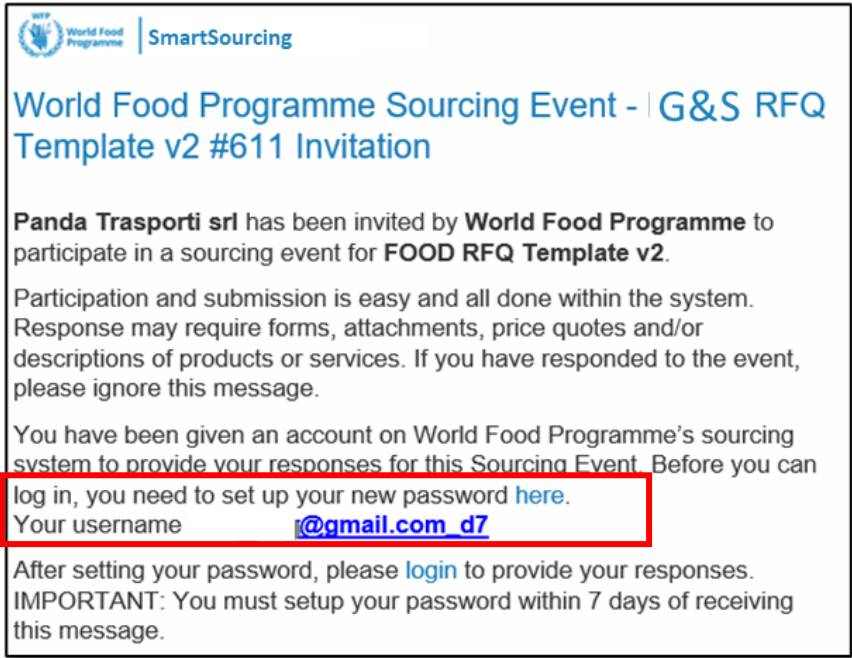 WFP
World Food
Programme
SmartSourcing
World Food Programme Sourcing Event - G&S RFQ
Template v2 #611 Invitation
Panda Trasporti srl has been invited by World Food Programme to
participate in a sourcing event for FOOD RFQ Template v2.
Participation and submission is easy and all done within the system.
Response may require forms, attachments, price quotes and/or
descriptions of products or services. If you have responded to the event,
please ignore this message.
You have been given an account on World Food Programme's sourcing
system to provide your responses for this Sourcing Event. Before you can
log in, you need to set up your new password here.
Your username @gmail.com_d7
After setting your password, please login to provide your responses.
IMPORTANT: You must setup your password within 7 days of receiving
this message.